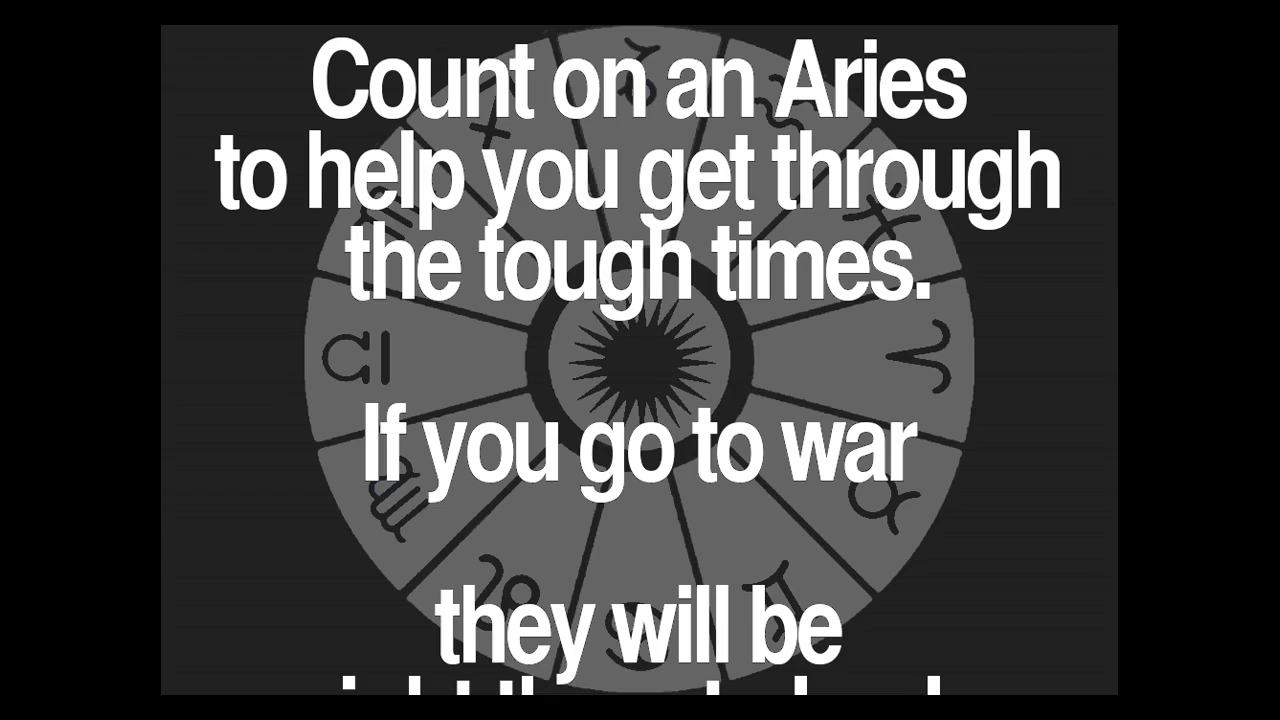 Count on an Aries
to help you get through
the tough times.
If you go to war
they will be